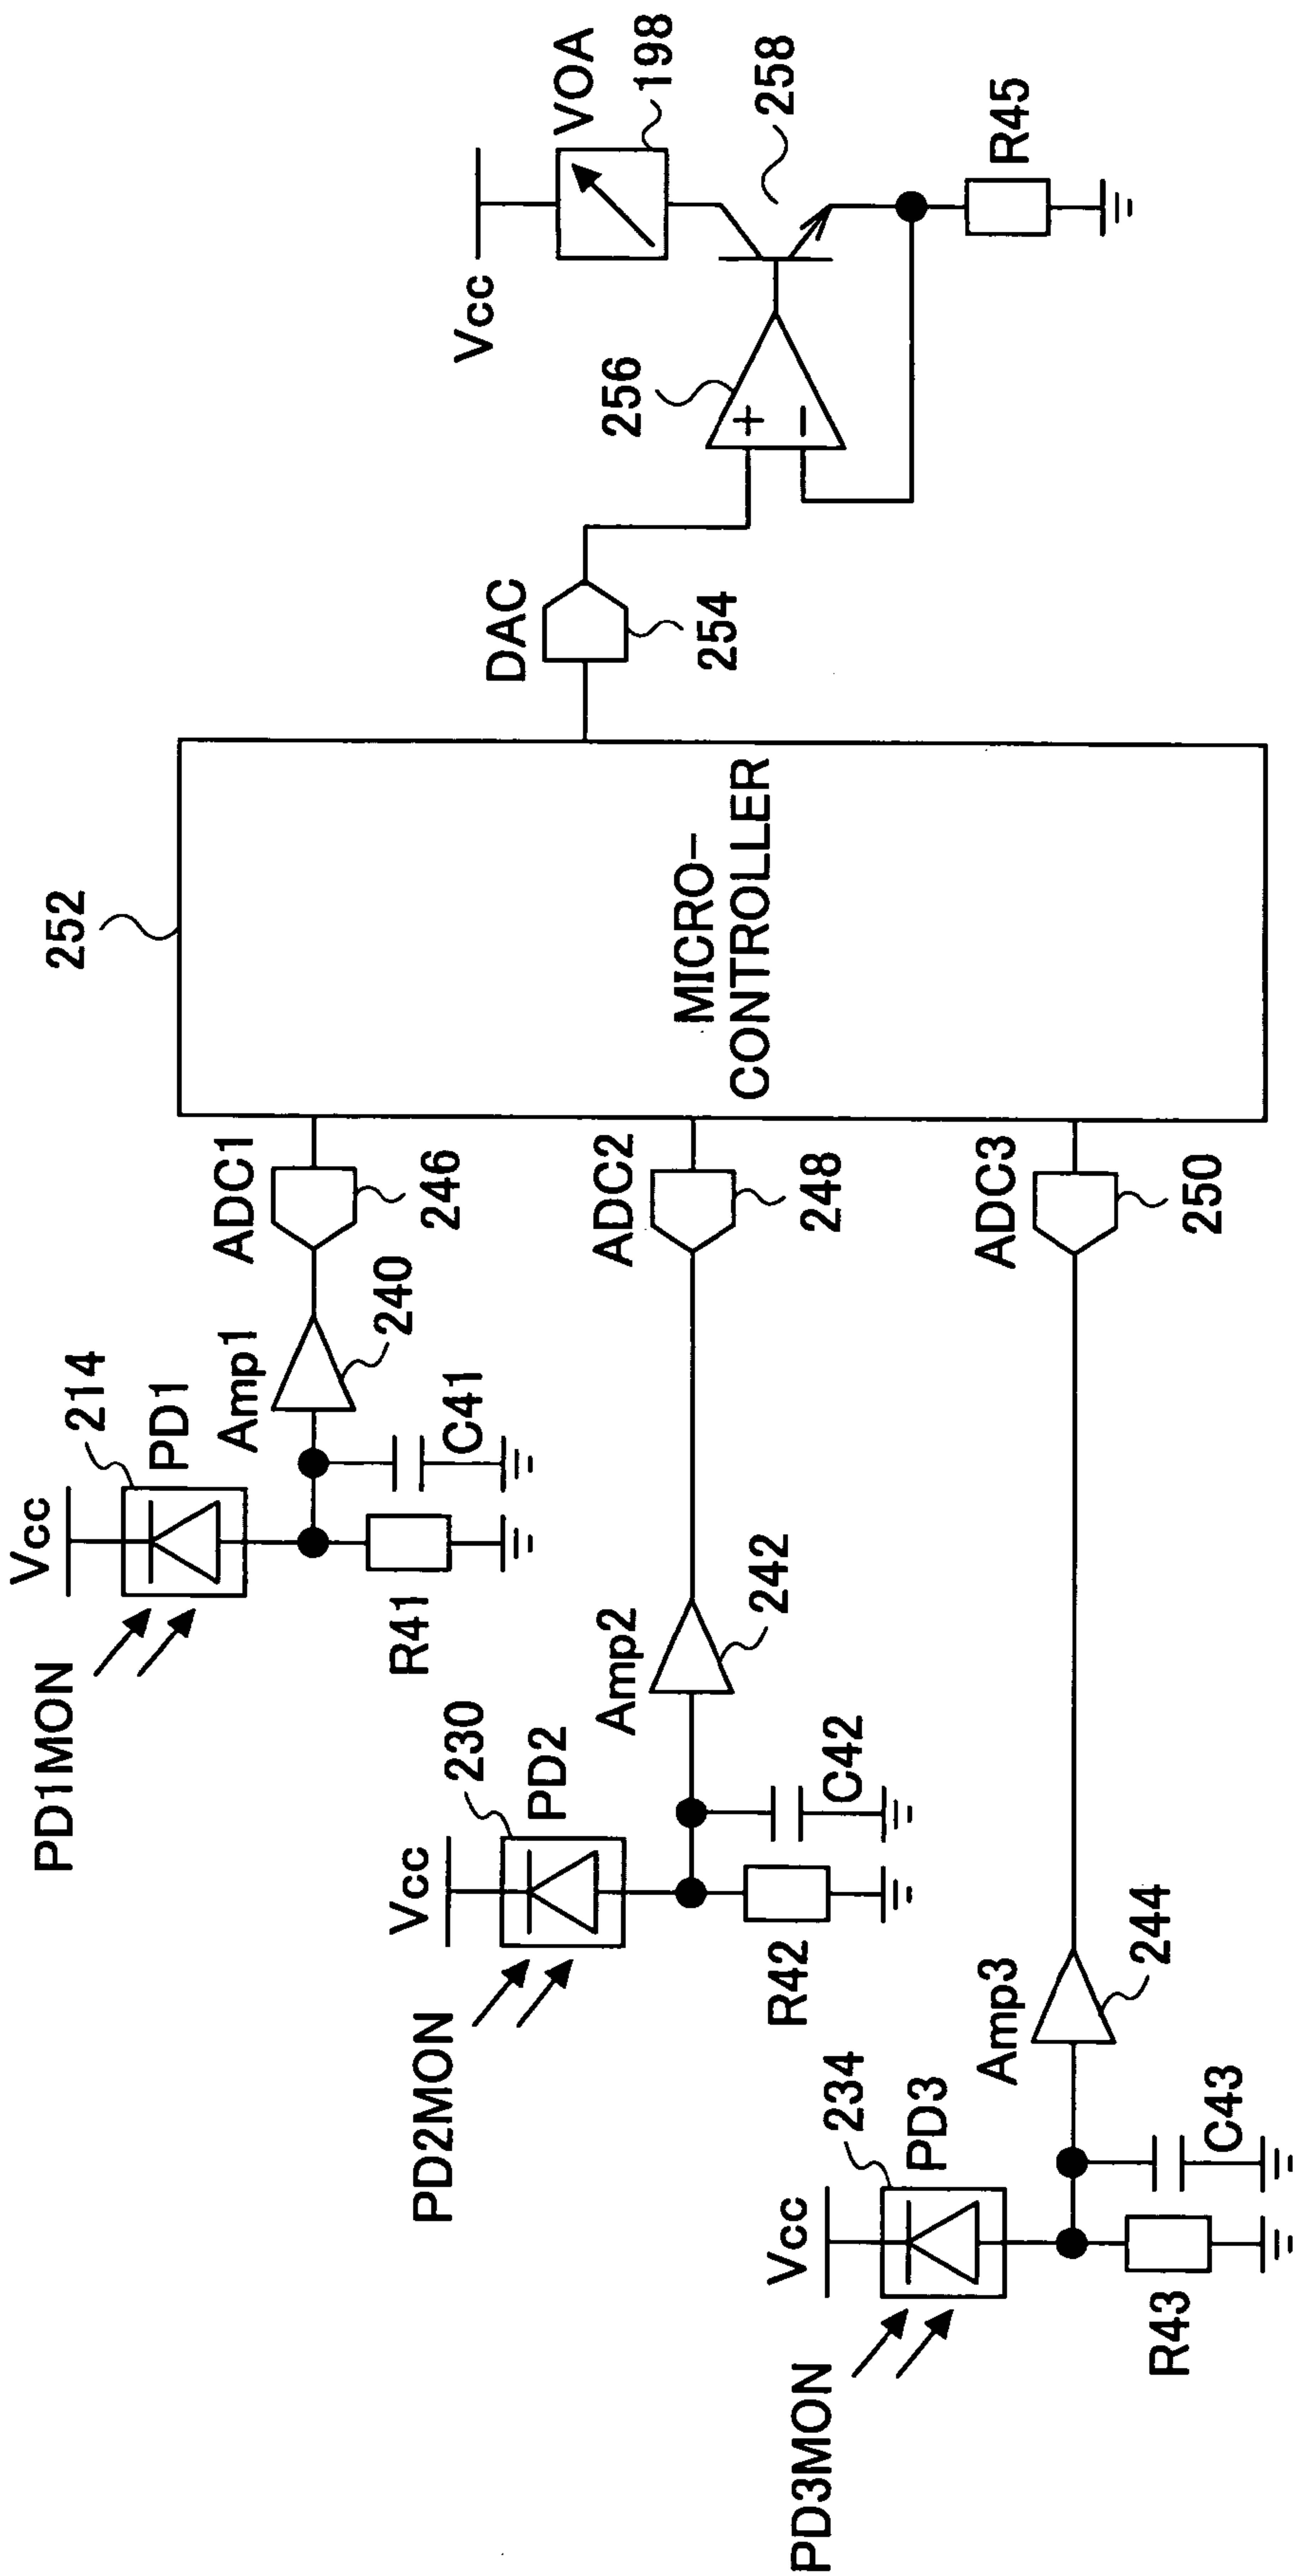 PD1MON
Vcc
214
PD1
R41
C41
Amp1
240
ADC1
246
PD2MON
Vcc
230
PD2
R42
C42
Amp2
242
ADC2
248
PD3MON
Vcc
234
PD3
R43
C43
Amp3
244
ADC3
250
252
MICRO-
CONTROLLER
DAC
254
256
+
−
Vcc
VOA
198
258
R45